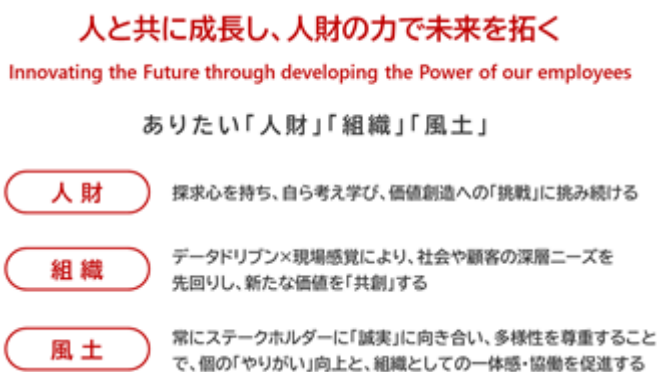 人と共に成長し、人財の力で未来を拓く
Innovating the Future through developing the Power of our employees
ありたい「人財」「組織」「風土」
人財
探求心を持ち、自ら考え学び、価値創造への「挑戦」に挑み続ける
組織
データドリブン×現場感覚により、社会や顧客の深層ニーズを
先回りし、新たな価値を「共創」する
風土
常にステークホルダーに「誠実」に向き合い、多様性を尊重すること
で、個の「やりがい」向上と、組織としての一体感・協働を促進する